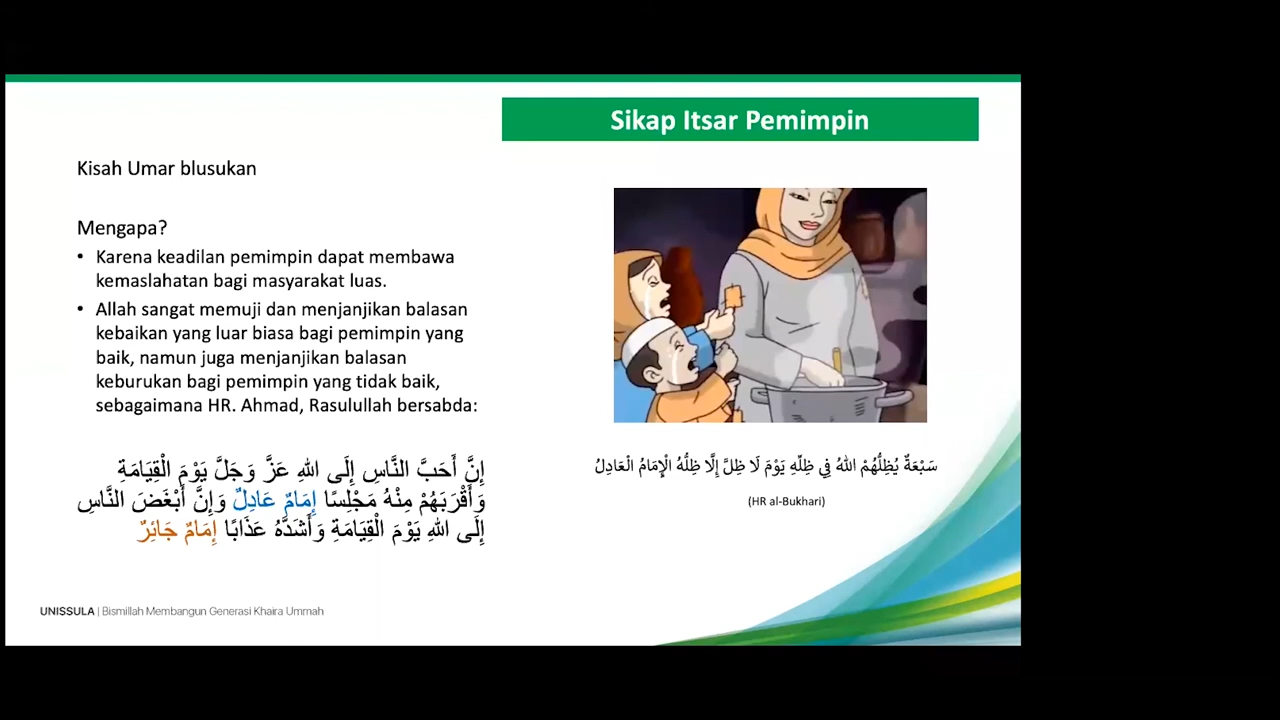 Sikap Itsar Pemimpin
Kisah Umar blusukan
Mengapa?
• Karena keadilan pemimpin dapat membawa
kemaslahatan bagi masyarakat luas.
• Allah sangat memuji dan menjanjikan balasan
kebaikan yang luar biasa bagi pemimpin yang
baik, namun juga menjanjikan balasan
keburukan bagi pemimpin yang tidak baik,
sebagaimana HR. Ahmad, Rasulullah bersabda:
إِنَّ أَحَبَّ النَّاسِ إِلَى اللهِ عَزَّ وَجَلَّ يَوْمَ الْقِيَامَةِ
وَأَقْرَبَهُمْ مِنْهُ مَجْلِسًا إِمَامٌ عَادِلٌ وَإِنَّ أَبْغَضَ النَّاسِ
إِلَى اللهِ يَوْمَ الْقِيَامَةِ وَأَشَدَّهُ عَذَابًا إِمَامٌ جَائِرٌ
سَبْعَةٌ يُظِلُّهُمْ اللهُ فِي ظِلِّهِ يَوْمَ لَا ظِلَّ إِلَّا ظِلُّهُ الْإِمَامُ الْعَادِلُ
(HR al-Bukhari)
UNISSULA | Bismillah Membangun Generasi Khaira Ummah